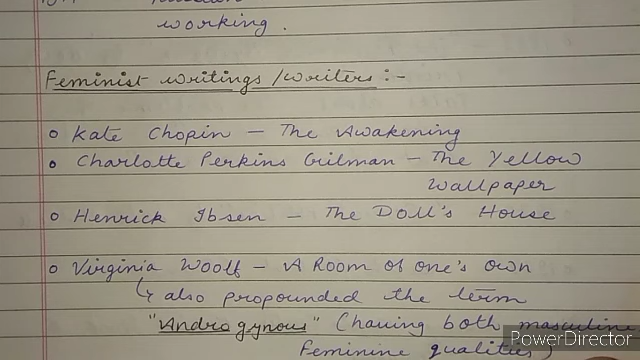 working.
Feminist writings/writers :-
o Kate Chopin – The Awakening
o Charlotte Perkins Gilman – The Yellow
Wallpaper
o Henrick Ibsen – The Doll's House
o Virginia Woolf – A Room of one's own
↳ also propounded the term
"Androgynous" (having both masculine
PowerDirector
feminine qualities)